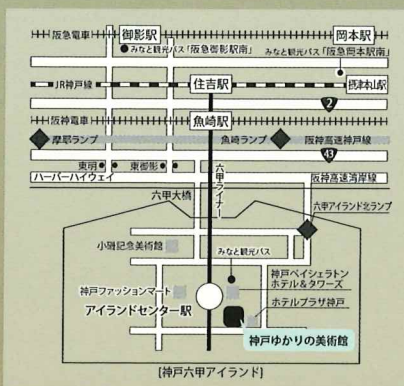 阪急電車
御影駅
岡本駅
みなと観光バス「阪急御影駅南」
みなと観光バス「阪急岡本駅南」
JR神戸線
住吉駅
摂津本山駅
2
阪神電車
魚崎駅
摩耶ランプ
魚崎ランプ
阪神高速神戸線
43
東明
東御影
ハーバーハイウェイ
阪神高速湾岸線
六甲大橋
六甲ライナー
六甲アイランド北ランプ
小磯記念美術館
みなと観光バス
神戸ベイシェラトン
ホテル&タワーズ
神戸ファッションマート
ホテルプラザ神戸
アイランドセンター駅
神戸ゆかりの美術館
[神戸六甲アイランド]